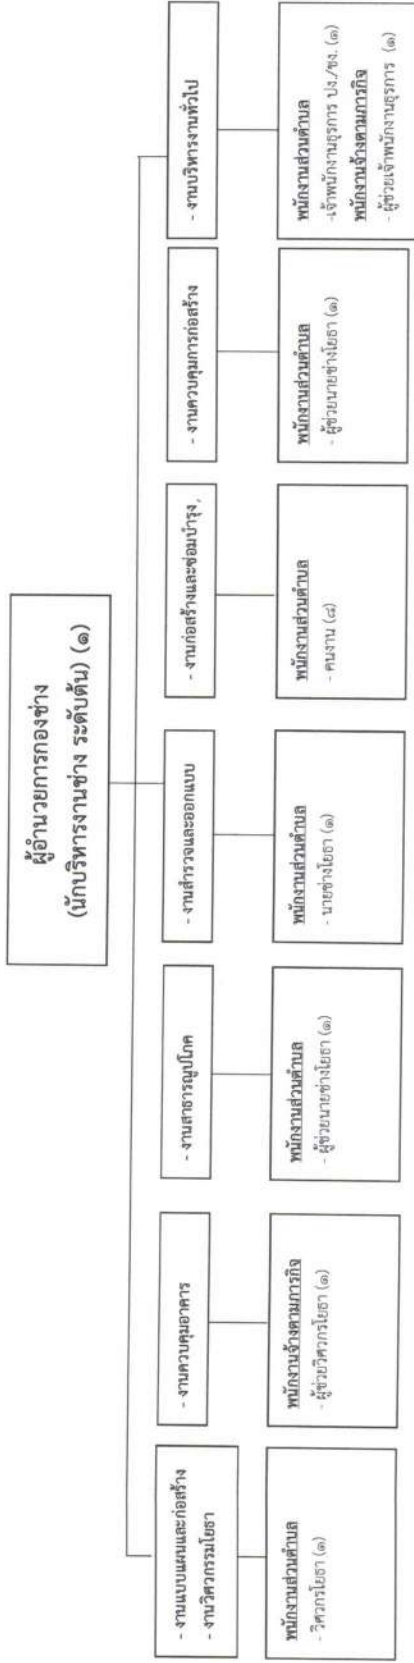 ผู้อำนวยการกองช่าง
(นักบริหารงานช่าง ระดับต้น) (๑)
- งานแบบแผนและก่อสร้าง
- งานวิศวกรรมโยธา
- งานควบคุมอาคาร
- งานสาธารณูปโภค
- งานสำรวจและออกแบบ
- งานก่อสร้างและซ่อมบำรุง,
- งานควบคุมการก่อสร้าง
- งานบริหารงานทั่วไป
พนักงานส่วนตำบล
- วิศวกรโยธา (๑)
พนักงานจ้างตามภารกิจ
- ผู้ช่วยวิศวกรโยธา (๑)
พนักงานส่วนตำบล
- ผู้ช่วยนายช่างโยธา (๑)
พนักงานส่วนตำบล
- นายช่างโยธา (๑)
พนักงานส่วนตำบล
- คนงาน (๘)
พนักงานส่วนตำบล
- ผู้ช่วยนายช่างโยธา (๑)
พนักงานส่วนตำบล
-เจ้าพนักงานธุรการ ปง./ชง. (๑)
พนักงานจ้างตามภารกิจ
- ผู้ช่วยเจ้าพนักงานธุรการ (๑)